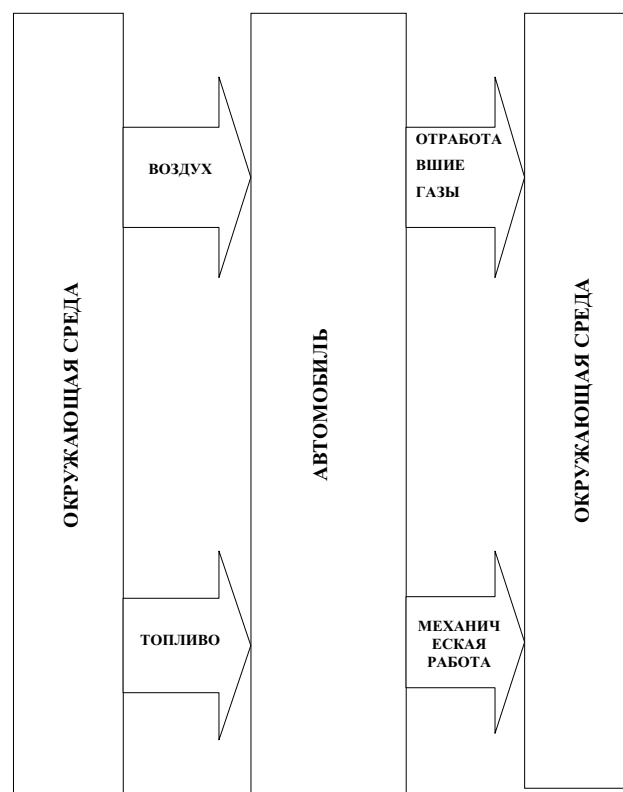 ОКРУЖАЮЩАЯ СРЕДА
ВОЗДУХ
ТОПЛИВО
АВТОМОБИЛЬ
ОТРАБОТА
ВШИЕ
ГАЗЫ
МЕХАНИЧ
ЕСКАЯ
РАБОТА
ОКРУЖАЮЩАЯ СРЕДА